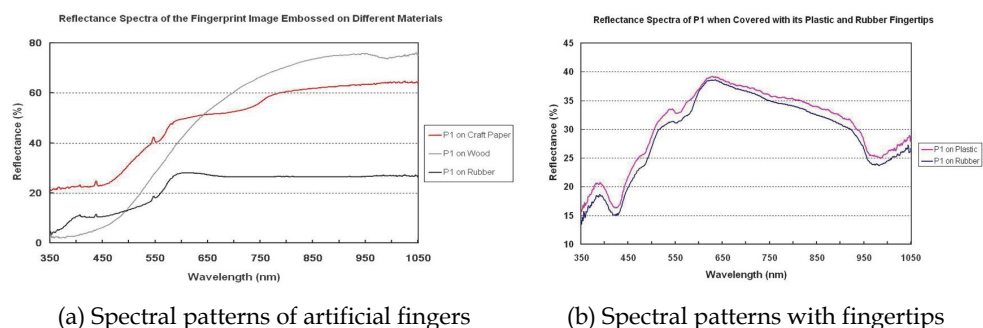 Reflectance Spectra of the Fingerprint Image Embossed on Different Materials
80
60
40
20
0
Reflectance (%)
350 450 550 650 750 850 950 1050
Wavelength (nm)
P1 on Craft Paper
P1 on Wood
P1 on Rubber
(a) Spectral patterns of artificial fingers
Reflectance Spectra of P1 when Covered with its Plastic and Rubber Fingertips
45
40
35
30
25
20
15
10
Reflectance (%)
350 450 550 650 750 850 950 1050
Wavelength (nm)
P1 on Plastic
P1 on Rubber
(b) Spectral patterns with fingertips